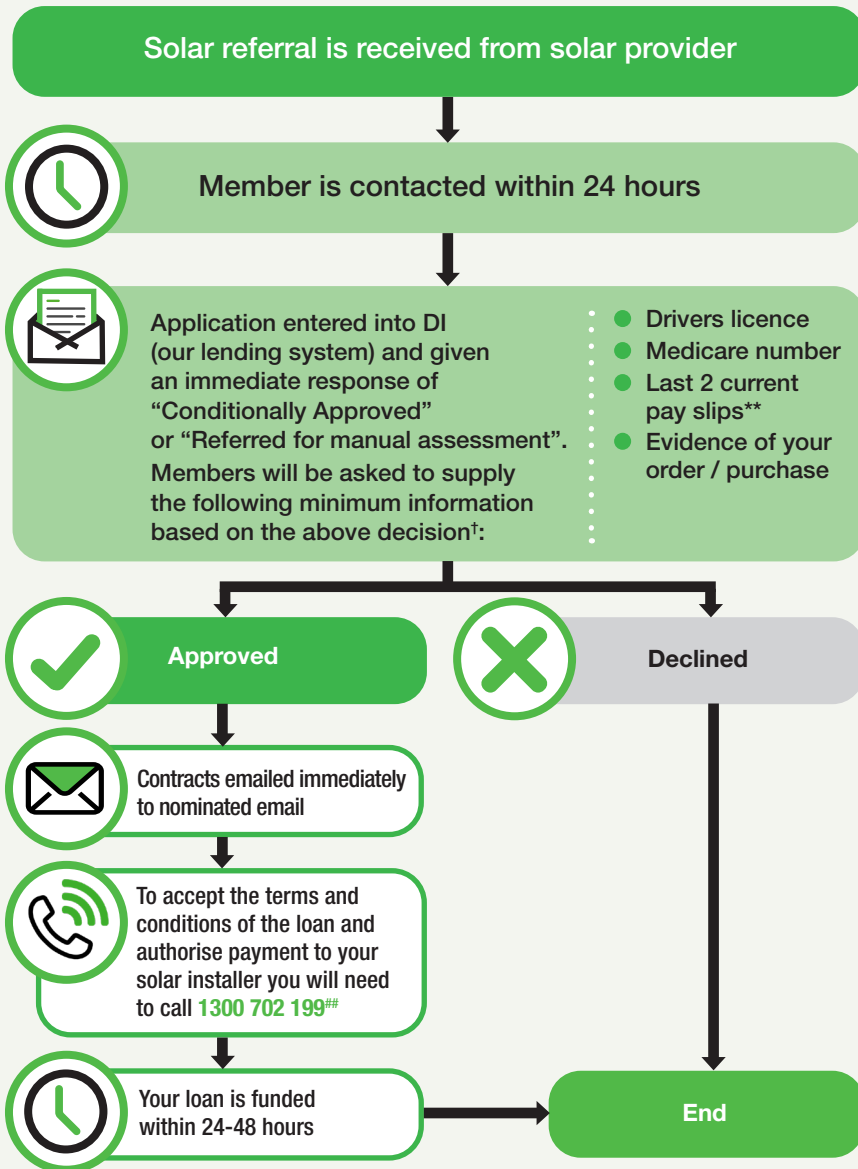 Solar referral is received from solar provider
Member is contacted within 24 hours
Application entered into DI
(our lending system) and given
an immediate response of
“Conditionally Approved”
or “Referred for manual assessment”.
Members will be asked to supply
the following minimum information
based on the above decision†:
Drivers licence
Medicare number
Last 2 current
pay slips**
Evidence of your
order / purchase
Approved
Declined
Contracts emailed immediately
to nominated email
To accept the terms and
conditions of the loan and
authorise payment to your
solar installer you will need
to call 1300 702 199##
Your loan is funded
within 24-48 hours
End